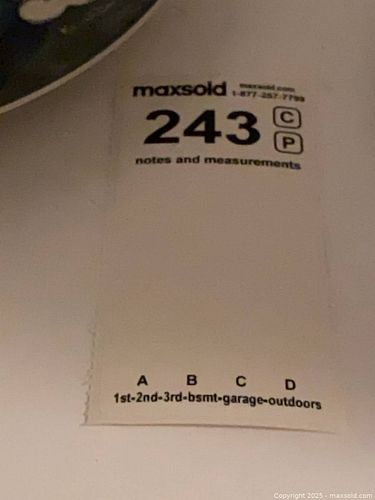 maxsold maxsold.com
1-877-257-7799
243 C
P
notes and measurements
A B C D
1st-2nd-3rd-bsmt-garage-outdoors
Copyright 2025 - maxsold.com